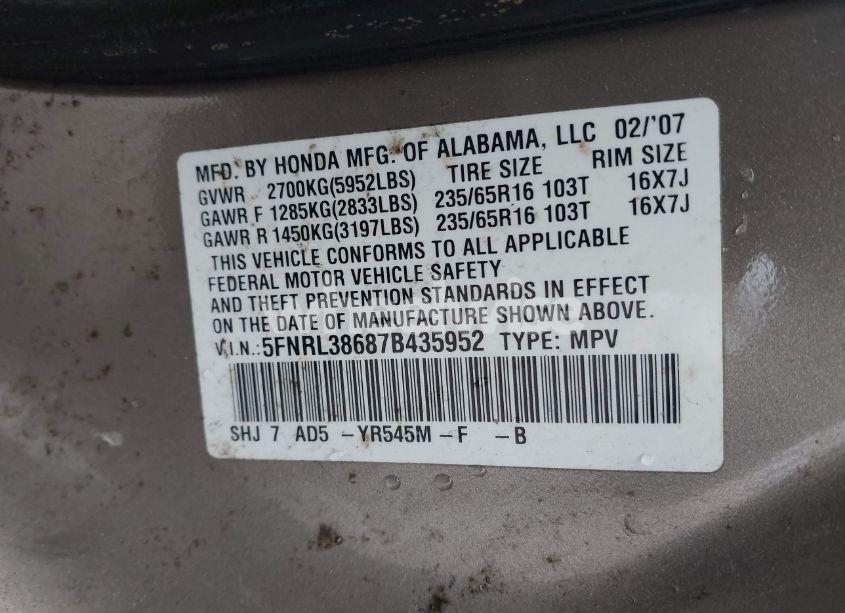 MFD. BY HONDA MFG. OF ALABAMA, LLC 02/'07
GVWR 2700KG(5952LBS) TIRE SIZE RIM SIZE
GAWR F 1285KG(2833LBS) 235/65R16 103T 16X7J
GAWR R 1450KG(3197LBS) 235/65R16 103T 16X7J
THIS VEHICLE CONFORMS TO ALL APPLICABLE
FEDERAL MOTOR VEHICLE SAFETY
AND THEFT PREVENTION STANDARDS IN EFFECT
ON THE DATE OF MANUFACTURE SHOWN ABOVE.
V.I.N.:5FNRL38687B435952 TYPE: MPV
SHJ 7 AD5 -YR545M -F -B